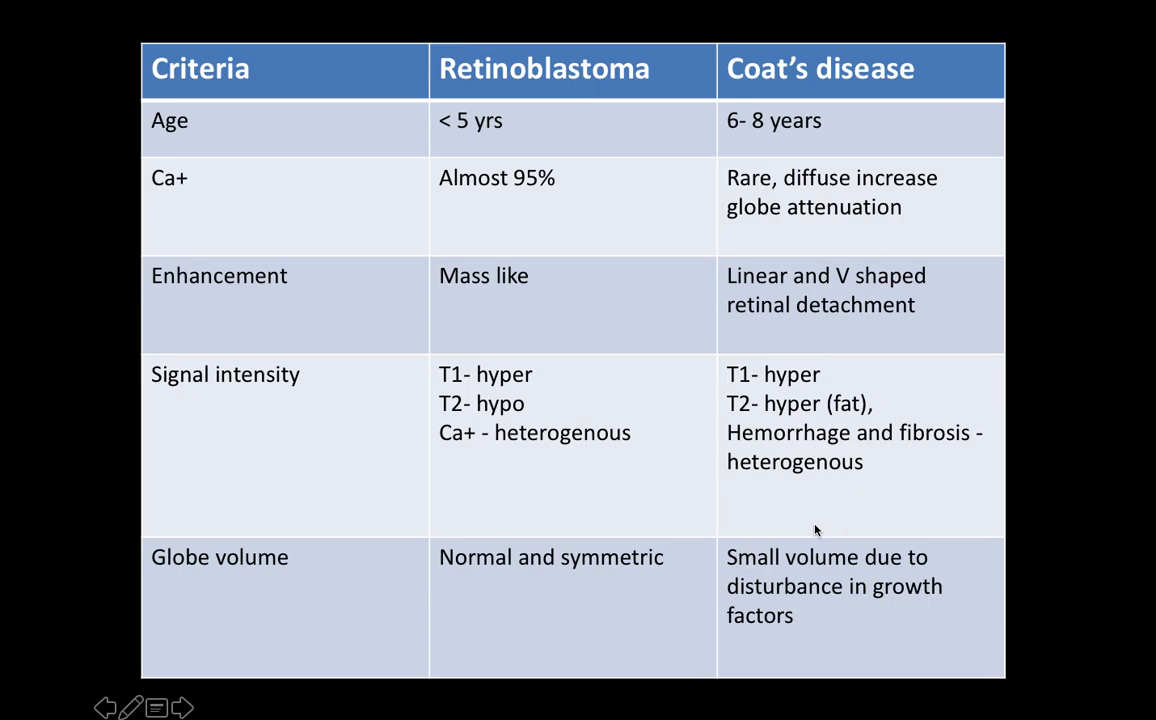 Criteria Retinoblastoma Coat's disease
Age < 5 yrs 6- 8 years
Ca+ Almost 95% Rare, diffuse increase
globe attenuation
Enhancement Mass like Linear and V shaped
retinal detachment
Signal intensity T1- hyper T1- hyper
T2- hypo T2- hyper (fat),
Ca+ - heterogenous Hemorrhage and fibrosis -
heterogenous
Globe volume Normal and symmetric Small volume due to
disturbance in growth
factors